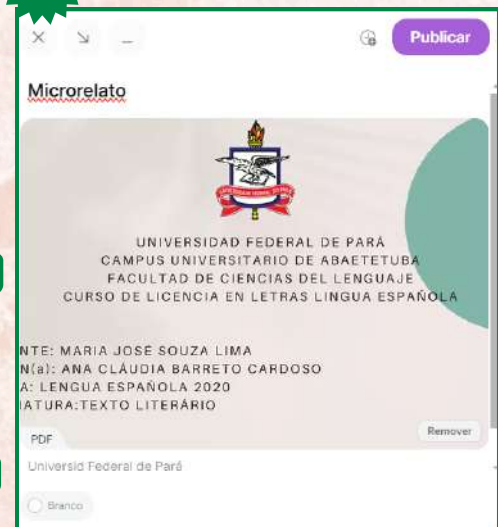 Publicar
Microrelato
UNIVERSIDAD FEDERAL DE PARÁ
CAMPUS UNIVERSITARIO DE ABAETETUBA
FACULTAD DE CIENCIAS DEL LENGUAJE
CURSO DE LICENCIA EN LETRAS LINGUA ESPAÑOLA
NTE: MARIA JOSÉ SOUZA LIMA
N(a): ANA CLÁUDIA BARRETO CARDOSO
A: LENGUA ESPAÑOLA 2020
ATURA:TEXTO LITERÁRIO
PDF
Remover
Universid Federal de Pará
Branco